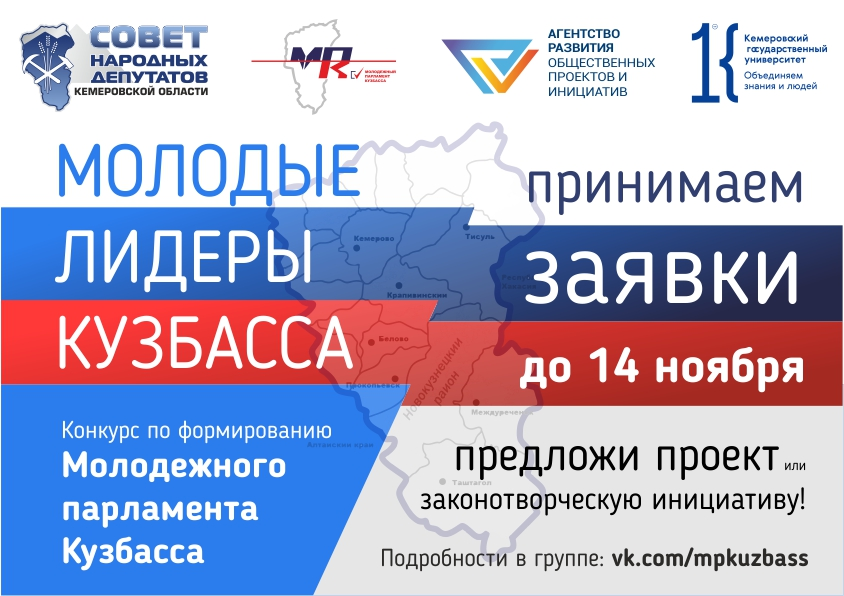 СОВЕТ
НАРОДНЫХ
ДЕПУТАТОВ
КЕМЕРОВСКОЙ ОБЛАСТИ
МПК
МОЛОДЕЖНЫЙ
ПАРЛАМЕНТ
КУЗБАССА
АГЕНТСТВО
РАЗВИТИЯ
ОБЩЕСТВЕННЫХ
ПРОЕКТОВ И
ИНИЦИАТИВ
Кемеровский
государственный
университет
Объединяем
знания и людей
МОЛОДЫЕ
ЛИДЕРЫ
КУЗБАССА
принимаем
заявки
до 14 ноября
Кемерово
Тисуль
Крапивинский
Белово
Прокопьевск
Новокузнецкий
район
Междуречен
Таштагол
Конкурс по формированию
Молодежного
парламента
Кузбасса
предложи проект или
законотворческую инициативу!
Подробности в группе: vk.com/mpkuzbass